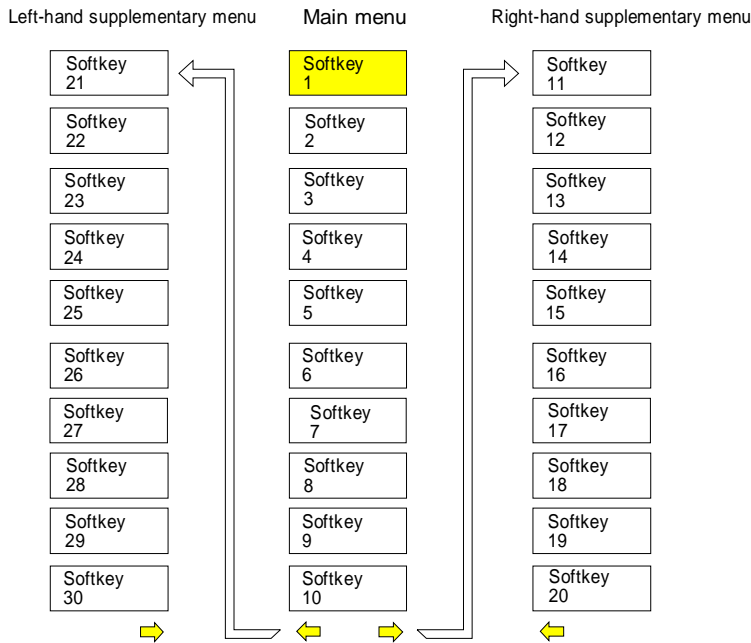 Left-hand supplementary menu
Main menu
Right-hand supplementary menu
Softkey
21
Softkey
22
Softkey
23
Softkey
24
Softkey
25
Softkey
26
Softkey
27
Softkey
28
Softkey
29
Softkey
30
Softkey
1
Softkey
2
Softkey
3
Softkey
4
Softkey
5
Softkey
6
Softkey
7
Softkey
8
Softkey
9
Softkey
10
Softkey
11
Softkey
12
Softkey
13
Softkey
14
Softkey
15
Softkey
16
Softkey
17
Softkey
18
Softkey
19
Softkey
20